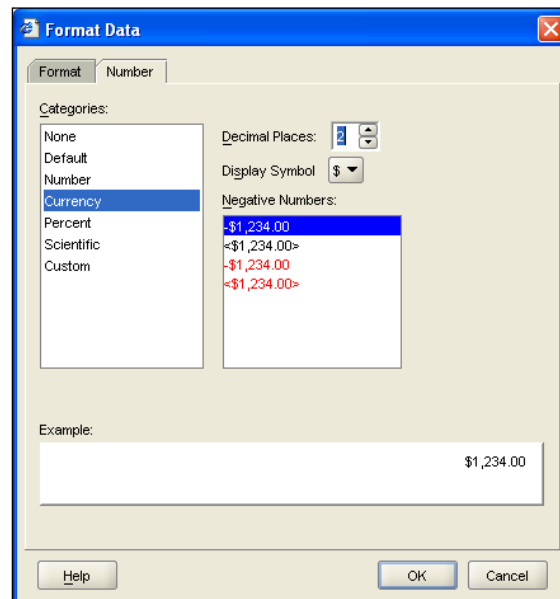 Format Data
Format
Number
Categories:
None
Default
Number
Currency
Percent
Scientific
Custom
Decimal Places: 2
Display Symbol $
Negative Numbers:
-$1,234.00
<$1,234.00>
-$1,234.00
<$1,234.00>
Example:
$1,234.00
Help
OK
Cancel